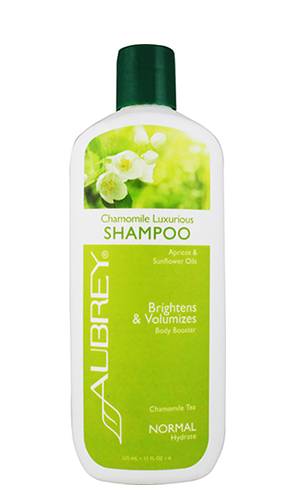 Chamomile Luxurious
SHAMPOO
Apricot &
Sunflower Oils
AUBREY®
Brightens
& Volumizes
Body Booster
Chamomile Tea
NORMAL
Hydrate